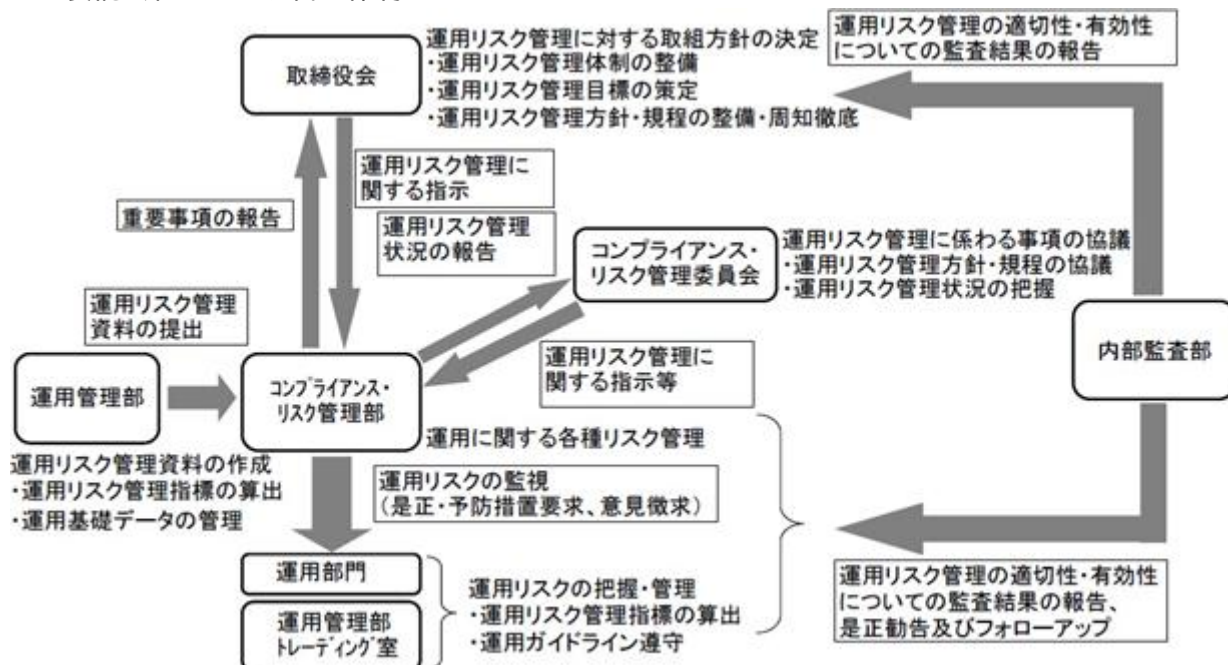 取締役会
運用リスク管理に対する取組方針の決定
・運用リスク管理体制の整備
・運用リスク管理目標の策定
・運用リスク管理方針・規程の整備・周知徹底
運用リスク管理の適切性・有効性
についての監査結果の報告
運用リスク管理に
関する指示
重要事項の報告
運用リスク管理
状況の報告
コンプライアンス・
リスク管理委員会
運用リスク管理に係わる事項の協議
・運用リスク管理方針・規程の協議
・運用リスク管理状況の把握
運用リスク管理
資料の提出
運用リスク管理に
関する指示等
内部監査部
運用管理部
コンプライアンス・
リスク管理部
運用に関する各種リスク管理
運用リスク管理資料の作成
・運用リスク管理指標の算出
・運用基礎データの管理
運用リスクの監視
(是正・予防措置要求、意見徴求)
運用部門
運用管理部
トレーディング室
運用リスクの把握・管理
・運用リスク管理指標の算出
・運用ガイドライン遵守
運用リスク管理の適切性・有効性
についての監査結果の報告、
是正勧告及びフォローアップ